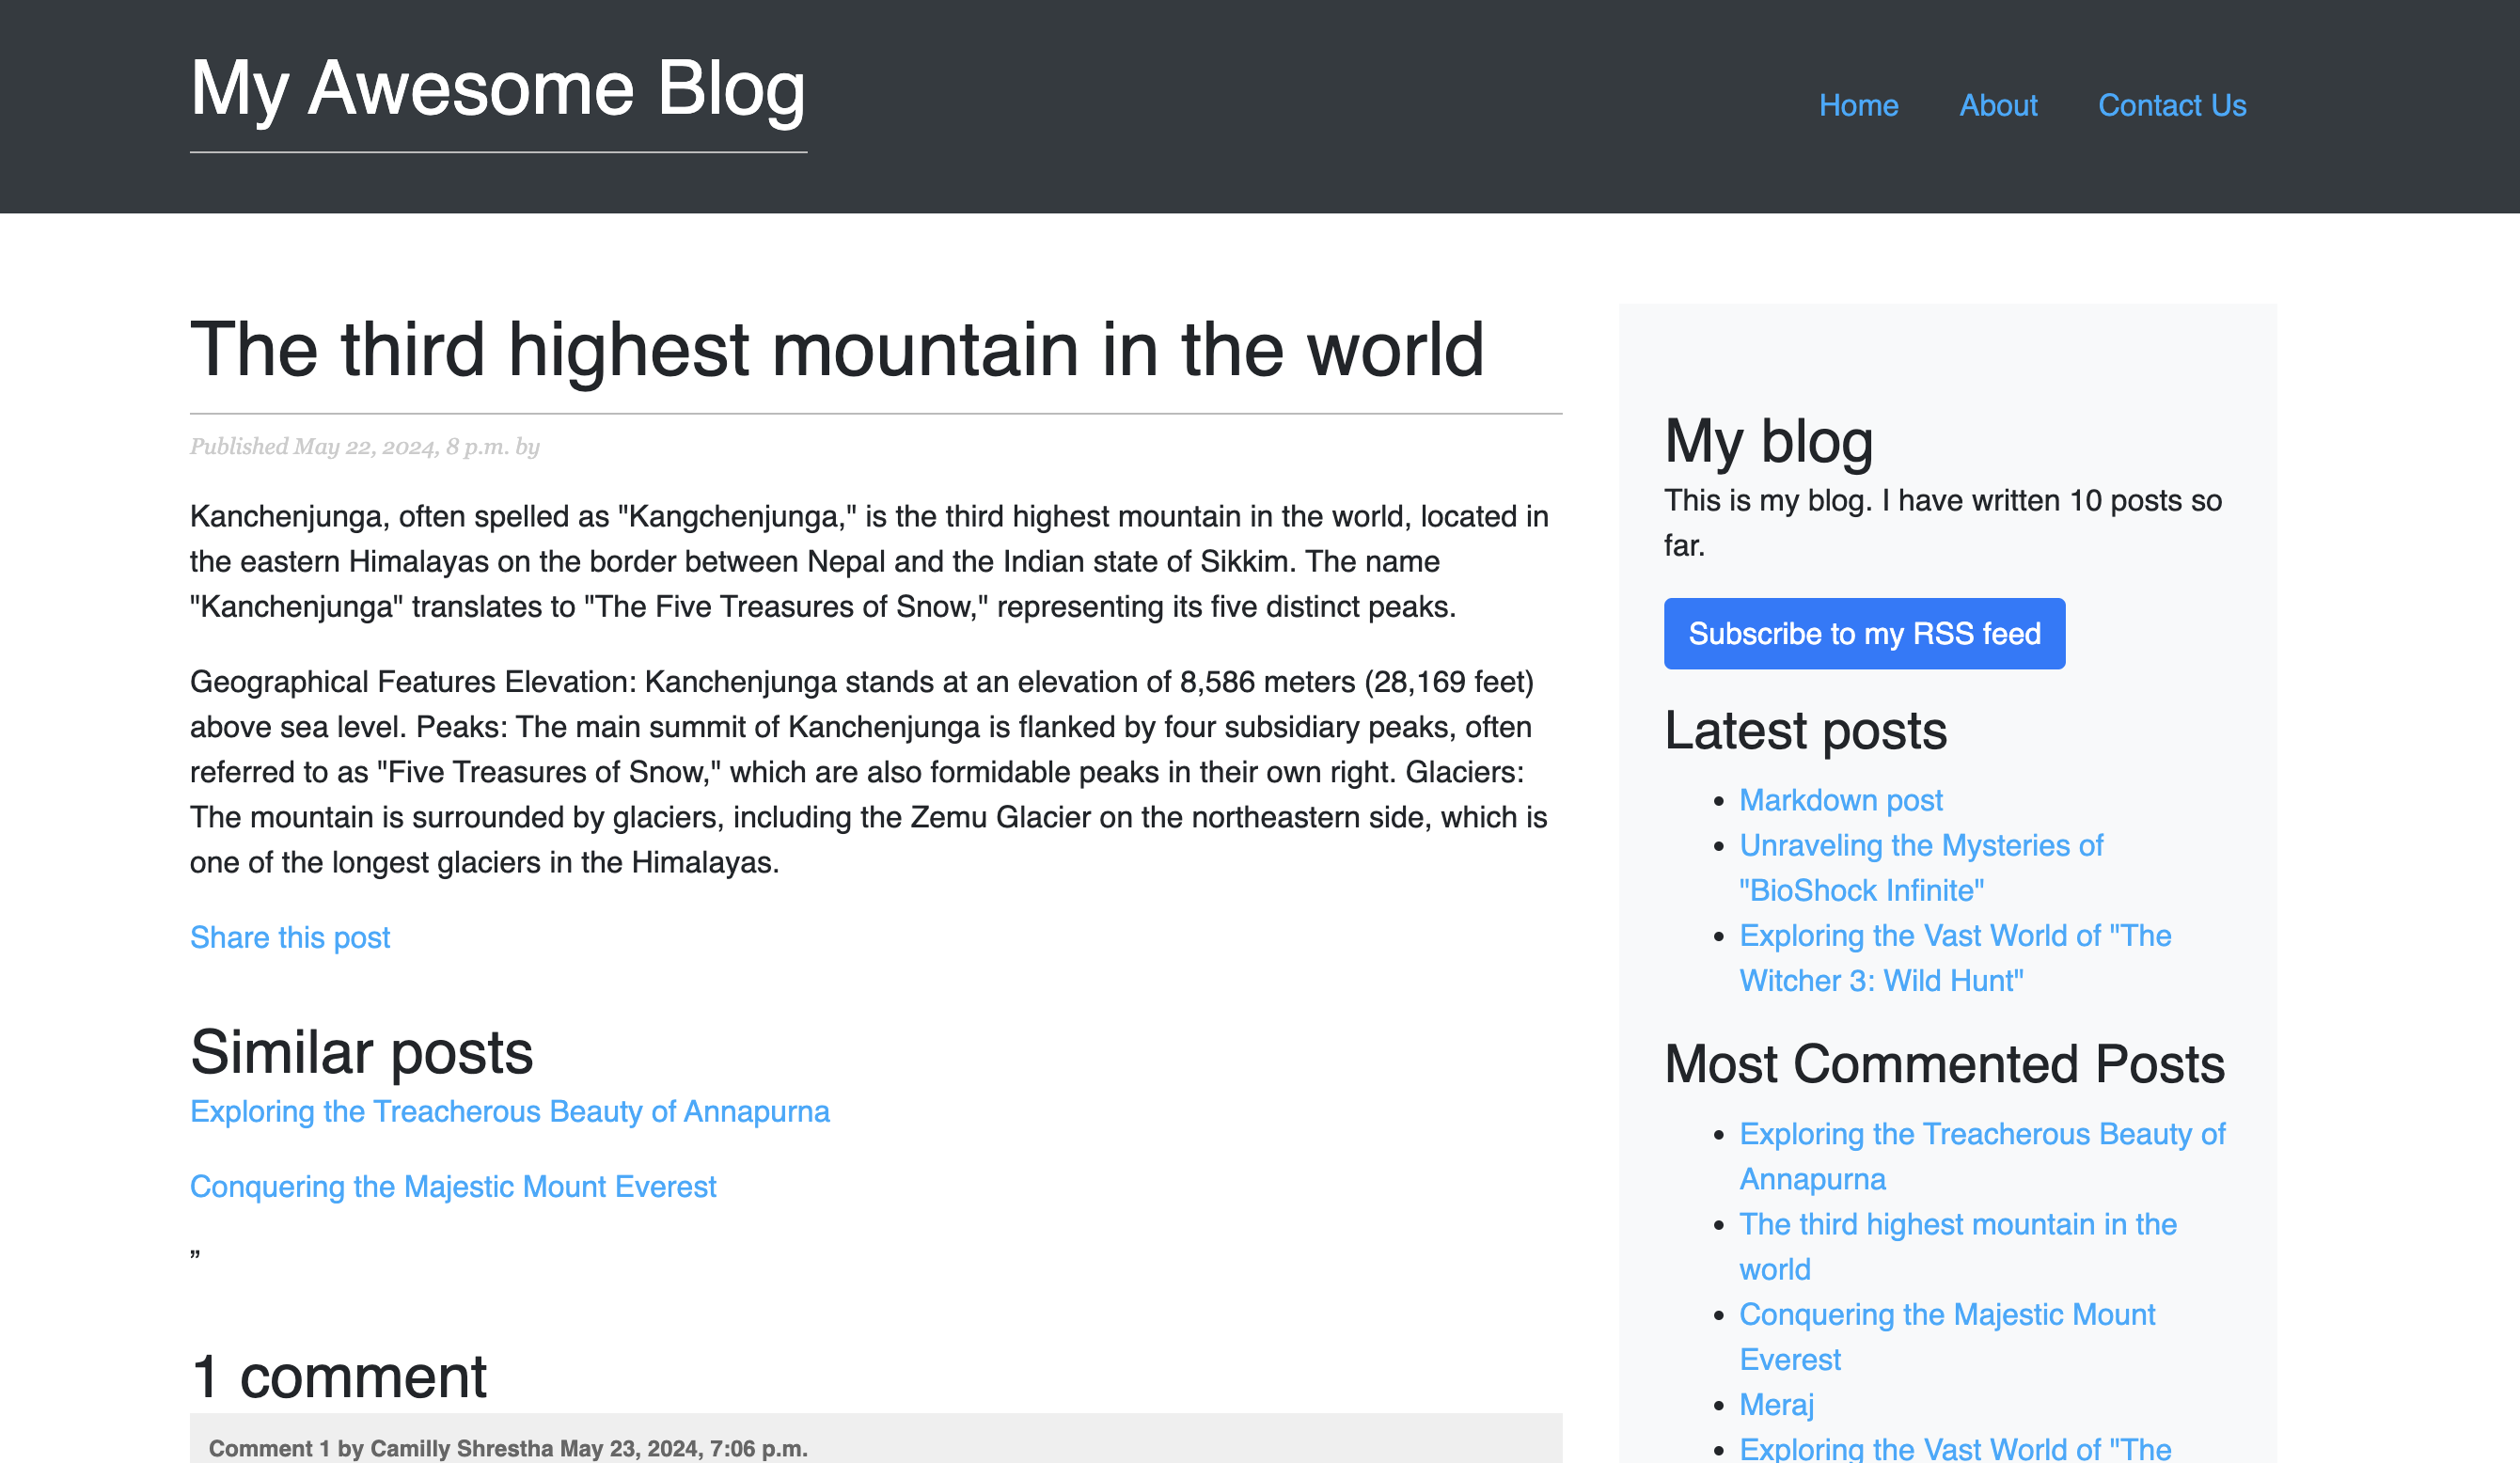 My Awesome Blog
Home About Contact Us
The third highest mountain in the world
Published May 22, 2024, 8 p.m. by
Kanchenjunga, often spelled as "Kangchenjunga," is the third highest mountain in the world, located in
the eastern Himalayas on the border between Nepal and the Indian state of Sikkim. The name
"Kanchenjunga" translates to "The Five Treasures of Snow," representing its five distinct peaks.
Geographical Features Elevation: Kanchenjunga stands at an elevation of 8,586 meters (28,169 feet)
above sea level. Peaks: The main summit of Kanchenjunga is flanked by four subsidiary peaks, often
referred to as "Five Treasures of Snow," which are also formidable peaks in their own right. Glaciers:
The mountain is surrounded by glaciers, including the Zemu Glacier on the northeastern side, which is
one of the longest glaciers in the Himalayas.
Share this post
Similar posts
Exploring the Treacherous Beauty of Annapurna
Conquering the Majestic Mount Everest
”
1 comment
Comment 1 by Camilly Shrestha May 23, 2024, 7:06 p.m.
My blog
This is my blog. I have written 10 posts so
far.
Subscribe to my RSS feed
Latest posts
• Markdown post
• Unraveling the Mysteries of
"BioShock Infinite"
• Exploring the Vast World of "The
Witcher 3: Wild Hunt"
Most Commented Posts
• Exploring the Treacherous Beauty of
Annapurna
• The third highest mountain in the
world
• Conquering the Majestic Mount
Everest
• Meraj
• Exploring the Vast World of "The